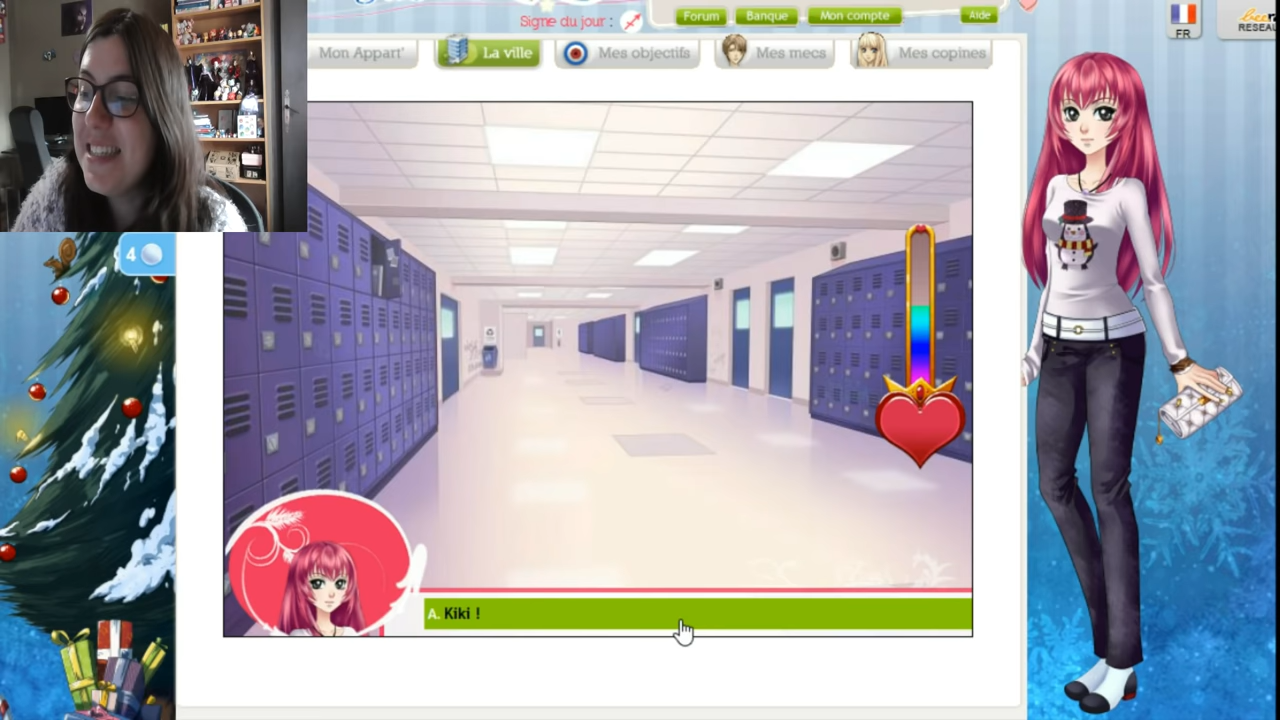 Signe du jour :
Forum
Banque
Mon compte
Aide
FR
RESEAU
Mon Appart'
La ville
Mes objectifs
Mes mecs
Mes copines
4
A. Kiki !